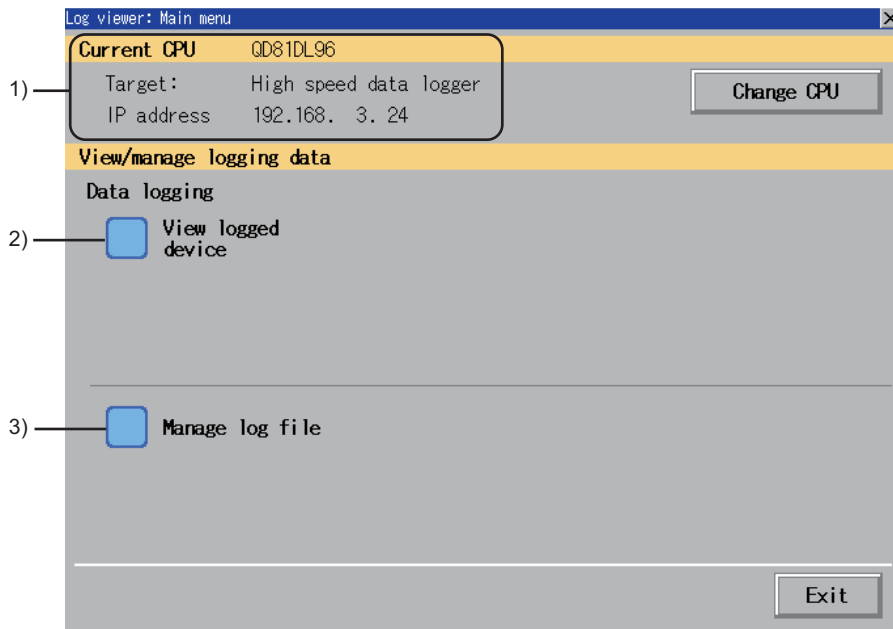 Log viewer: Main menu
Current CPU QD81DL96
1) Target: High speed data logger
Change CPU
IP address 192.168. 3. 24
View/manage logging data
Data logging
2) View logged
device
3) Manage log file
Exit